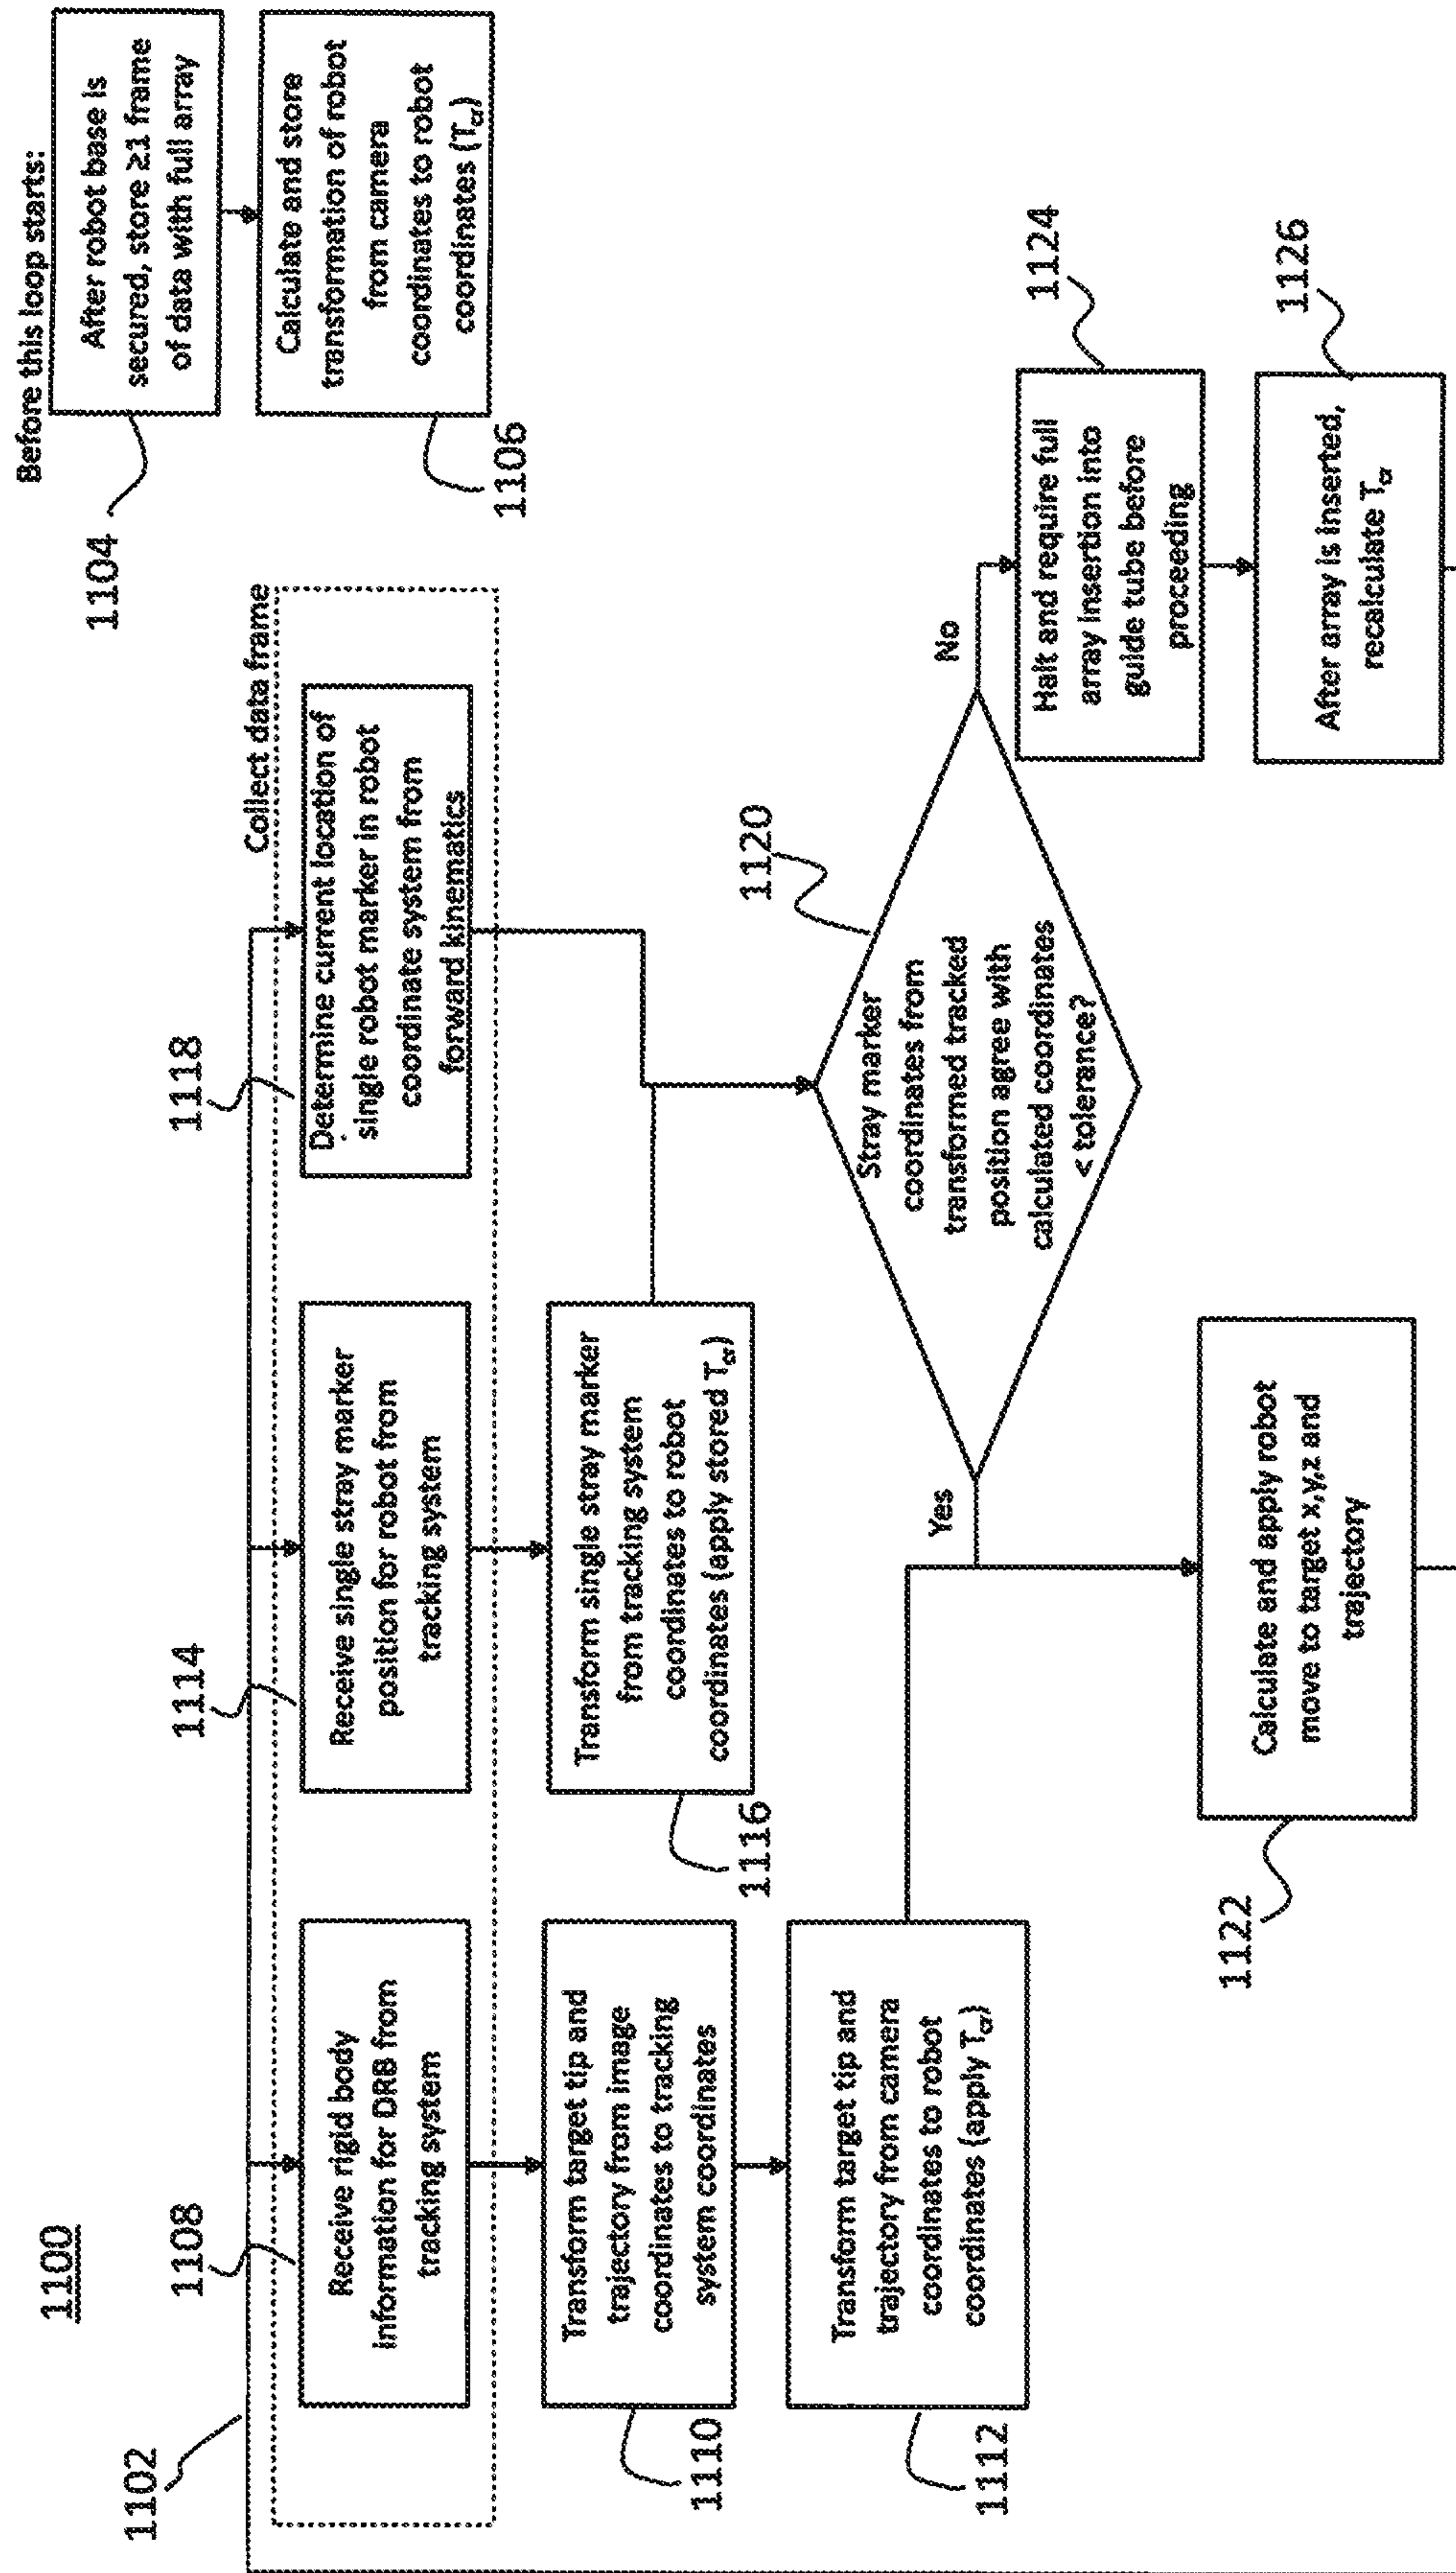 1100
Before this loop starts:
1104
After robot base is
secured, store ≥1 frame
of data with full array
1106
Calculate and store
transformation of robot
from camera
coordinates to robot
coordinates (Tcr)
1102
Collect data frame
1108
Receive rigid body
information for DRB from
tracking system
1114
Receive single stray marker
position for robot from
tracking system
1118
Determine current location of
single robot marker in robot
coordinate system from
forward kinematics
1110
Transform target tip and
trajectory from image
coordinates to tracking
system coordinates
1116
Transform single stray marker
from tracking system
coordinates to robot
coordinates (apply stored Tcr)
1112
Transform target tip and
trajectory from camera
coordinates to robot
coordinates (apply Tcr)
1120
Stray marker
coordinates from
transformed tracked
position agree with
calculated coordinates
< tolerance?
Yes
No
1122
Calculate and apply robot
move to target x,y,z and
trajectory
1124
Halt and require full
array insertion into
guide tube before
proceeding
1126
After array is inserted,
recalculate Tcr